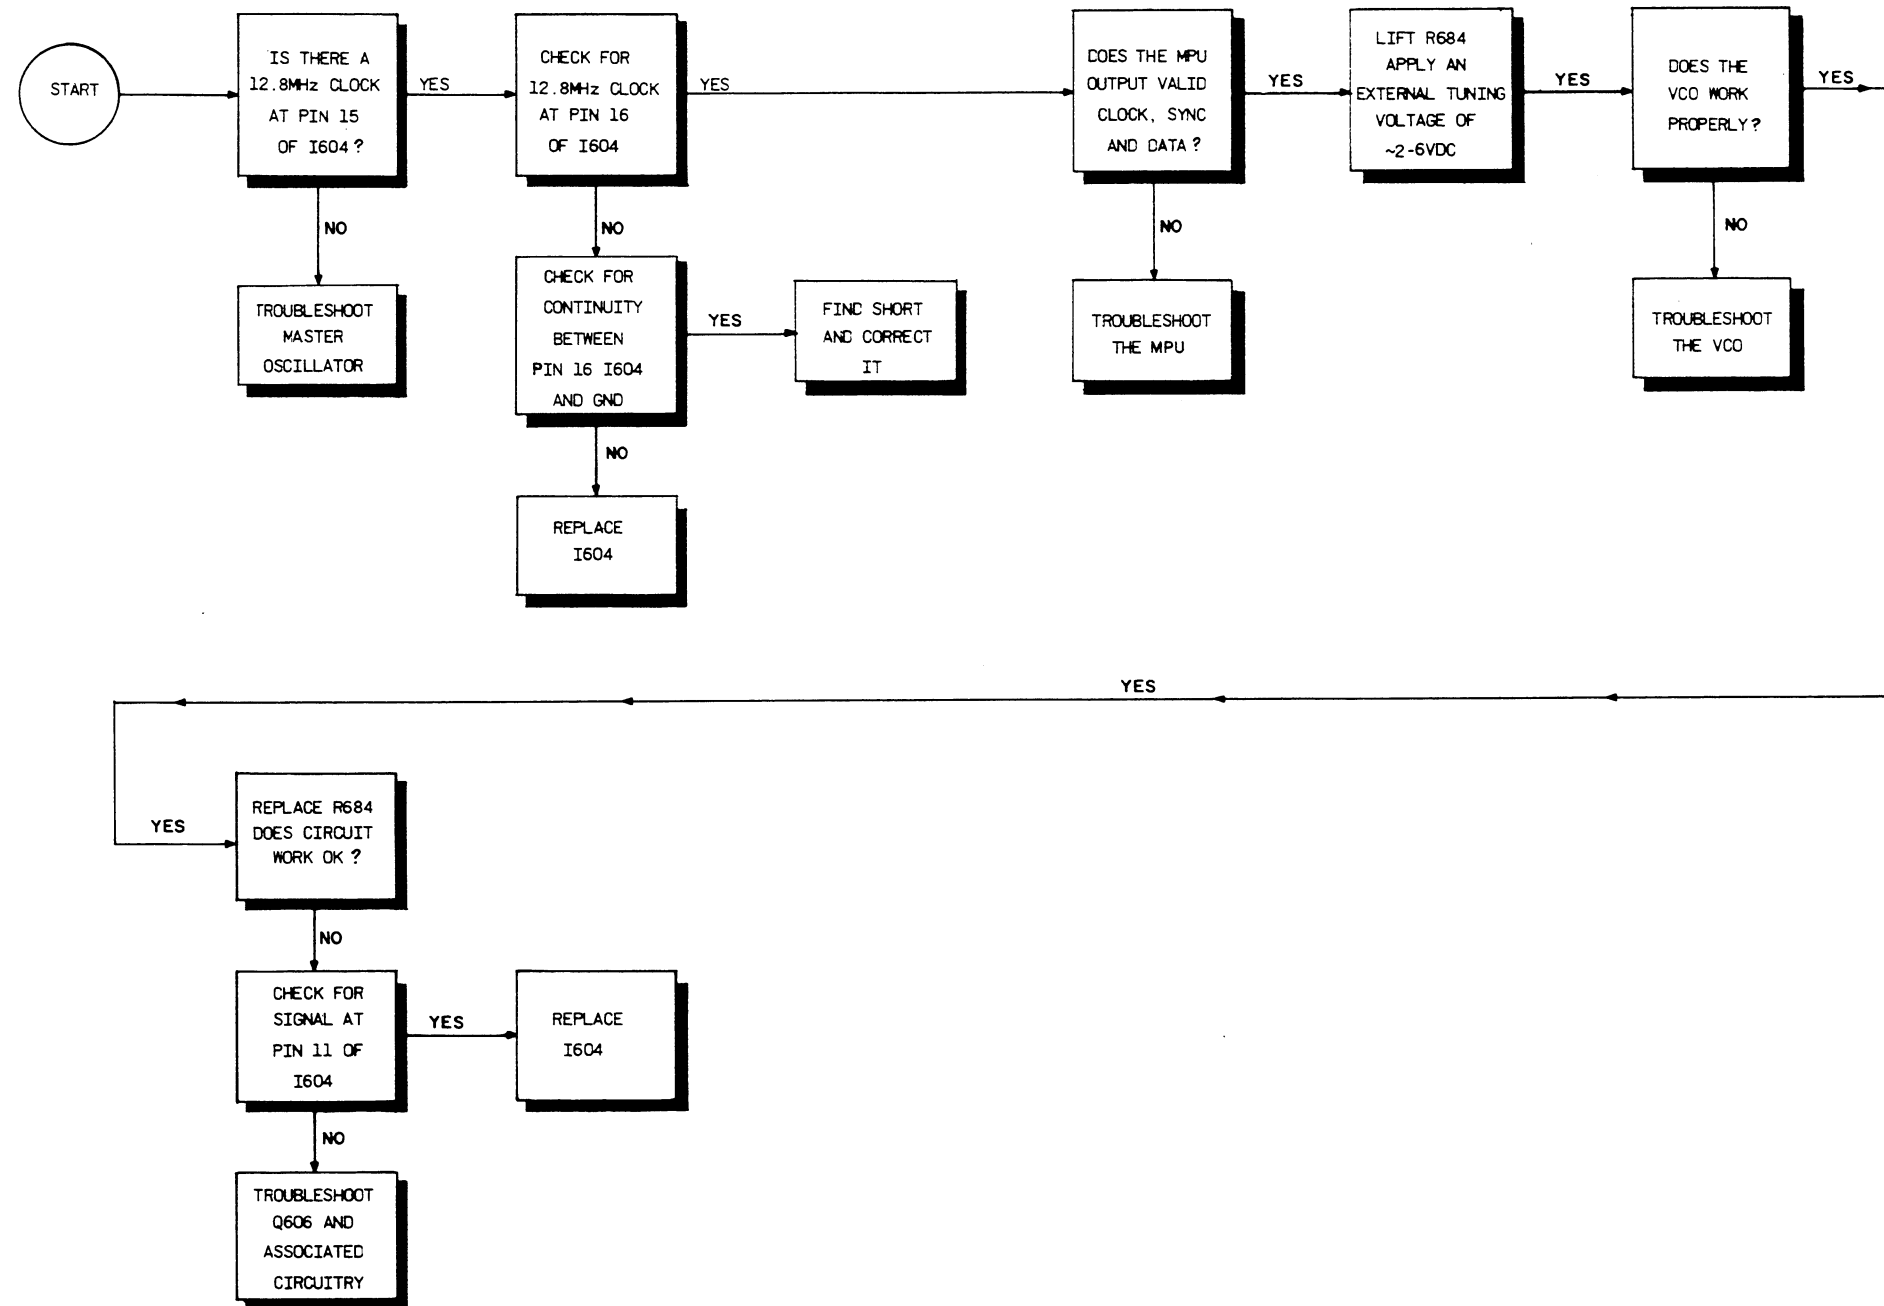 START
IS THERE A
12.8MHz CLOCK
AT PIN 15
OF I604?
YES
CHECK FOR
12.8MHz CLOCK
AT PIN 16
OF I604
YES
DOES THE MPU
OUTPUT VALID
CLOCK, SYNC
AND DATA?
YES
LIFT R684
APPLY AN
EXTERNAL TUNING
VOLTAGE OF
~2-6VDC
YES
DOES THE
VCO WORK
PROPERLY?
YES
NO
NO
NO
NO
TROUBLESHOOT
MASTER
OSCILLATOR
CHECK FOR
CONTINUITY
BETWEEN
PIN 16 I604
AND GND
YES
FIND SHORT
AND CORRECT
IT
TROUBLESHOOT
THE MPU
TROUBLESHOOT
THE VCO
NO
REPLACE
I604
YES
YES
REPLACE R684
DOES CIRCUIT
WORK OK?
NO
CHECK FOR
SIGNAL AT
PIN 11 OF
I604
YES
REPLACE
I604
NO
TROUBLESHOOT
Q606 AND
ASSOCIATED
CIRCUITRY